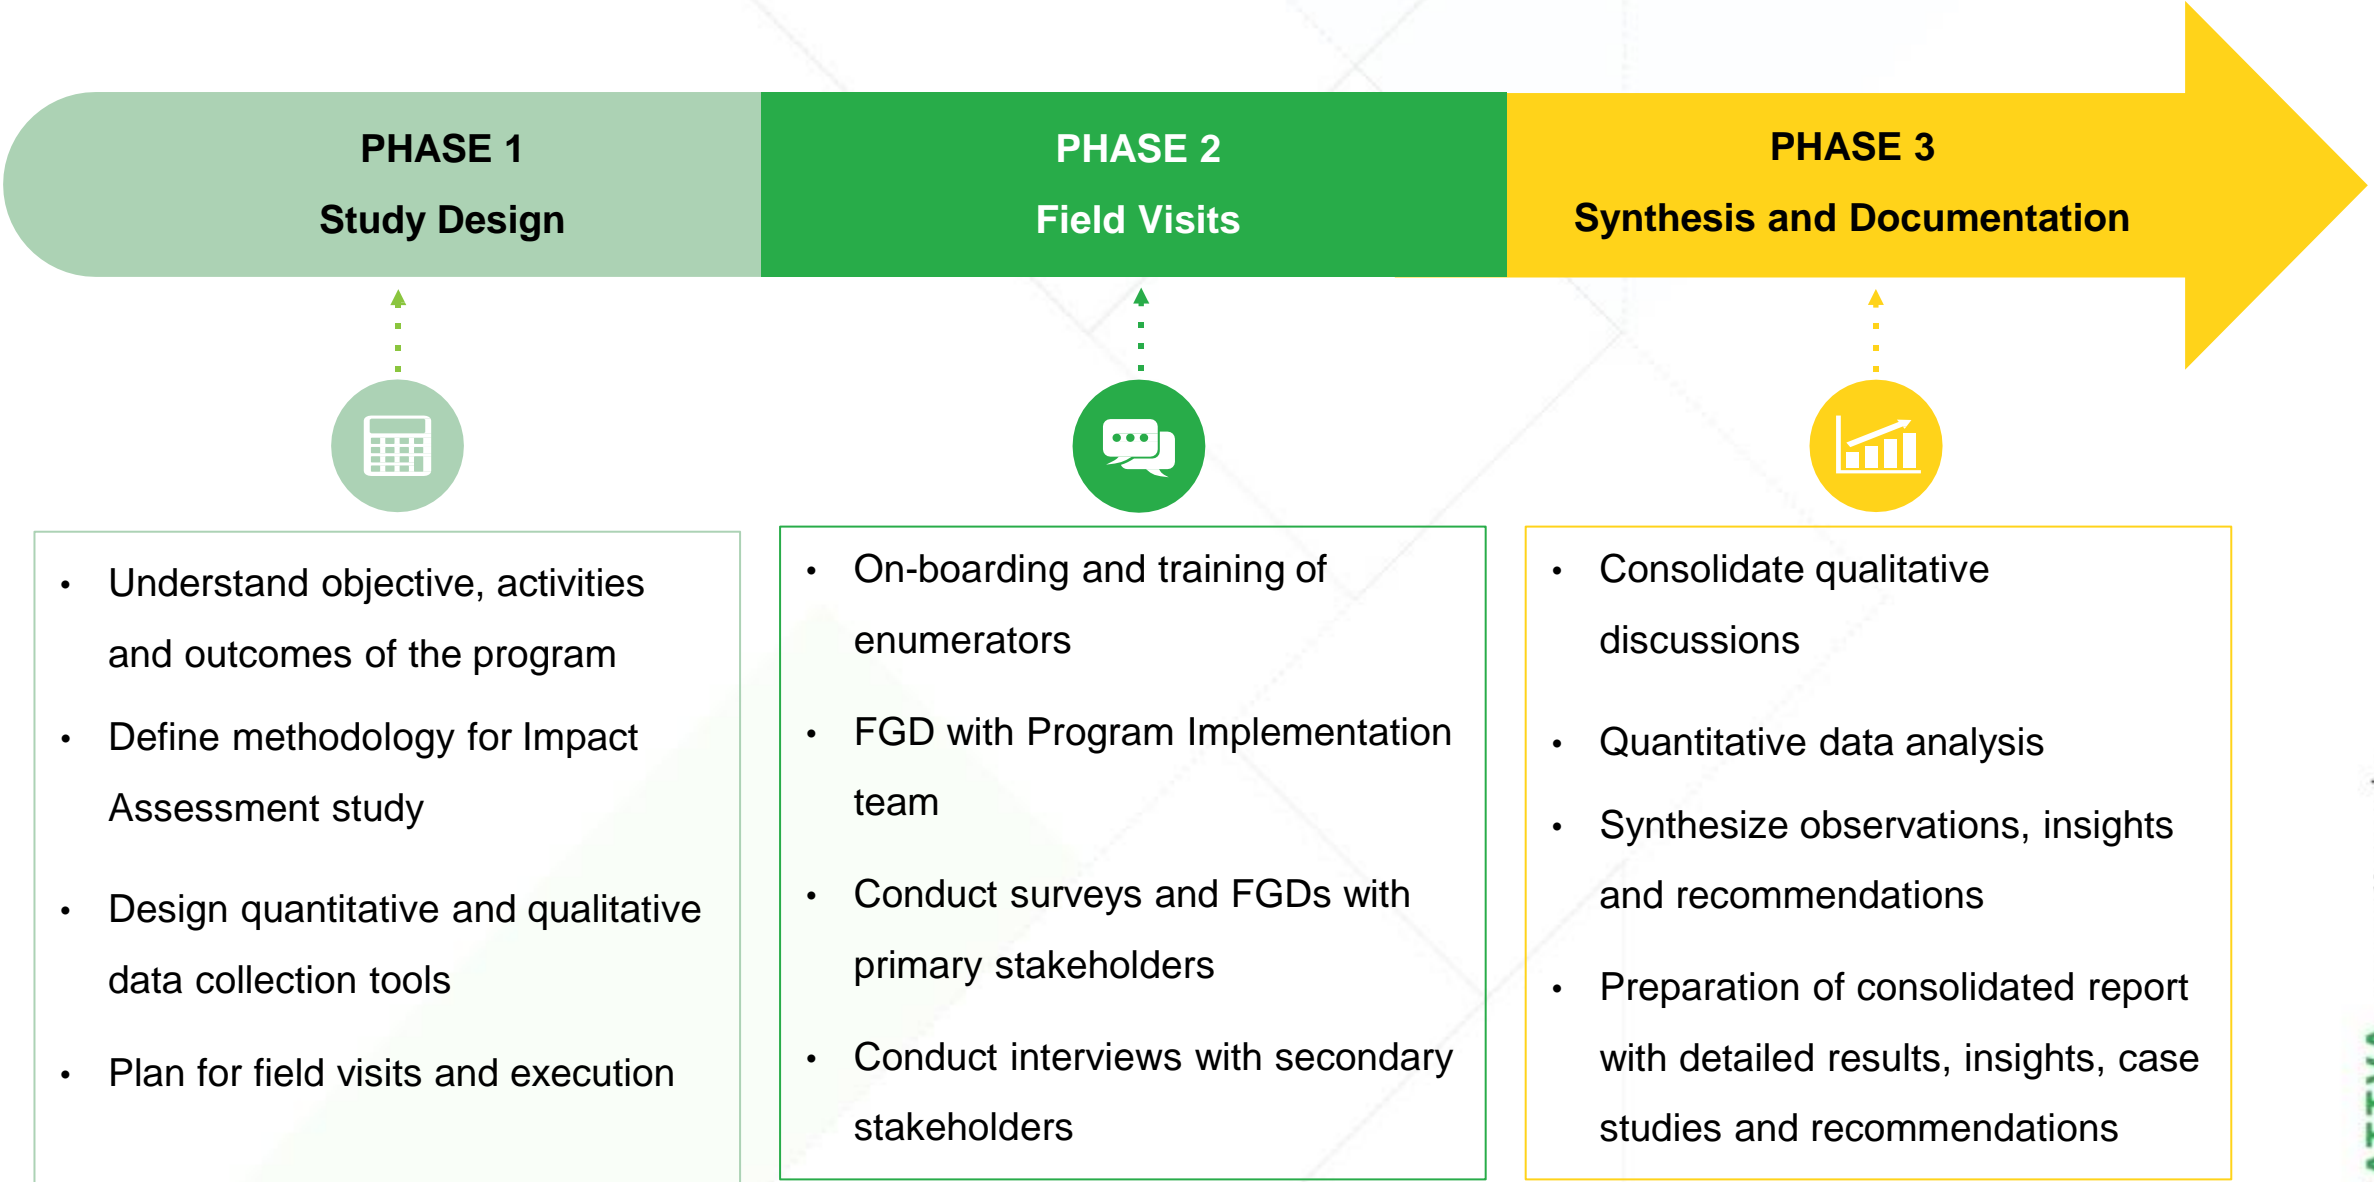 PHASE 1
Study Design
PHASE 2
Field Visits
PHASE 3
Synthesis and Documentation
• Understand objective, activities
and outcomes of the program
• Define methodology for Impact
Assessment study
• Design quantitative and qualitative
data collection tools
• Plan for field visits and execution
• On-boarding and training of
enumerators
• FGD with Program Implementation
team
• Conduct surveys and FGDs with
primary stakeholders
• Conduct interviews with secondary
stakeholders
• Consolidate qualitative
discussions
• Quantitative data analysis
• Synthesize observations, insights
and recommendations
• Preparation of consolidated report
with detailed results, insights, case
studies and recommendations